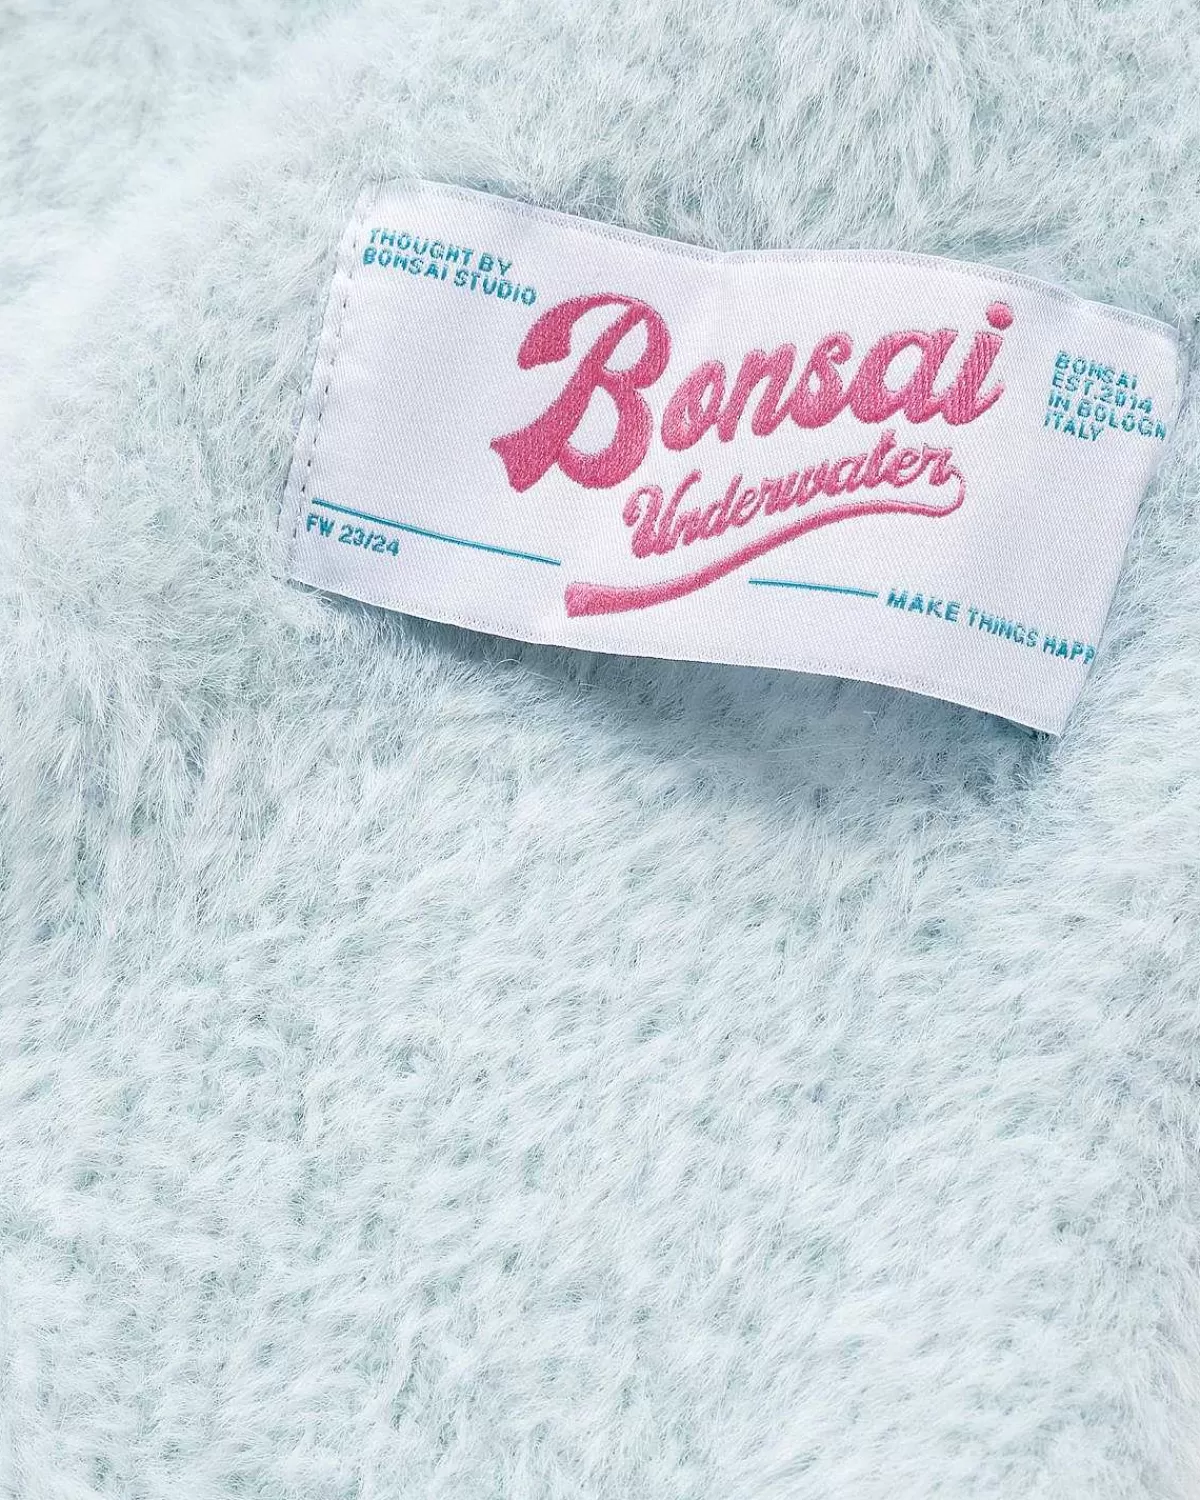 THOUGHT BY
BONSAI STUDIO
Bonsai
Underwater
BONSAI
EST.2014
IN BOLOGN
ITALY
FW 23/24
MAKE THINGS HAPP